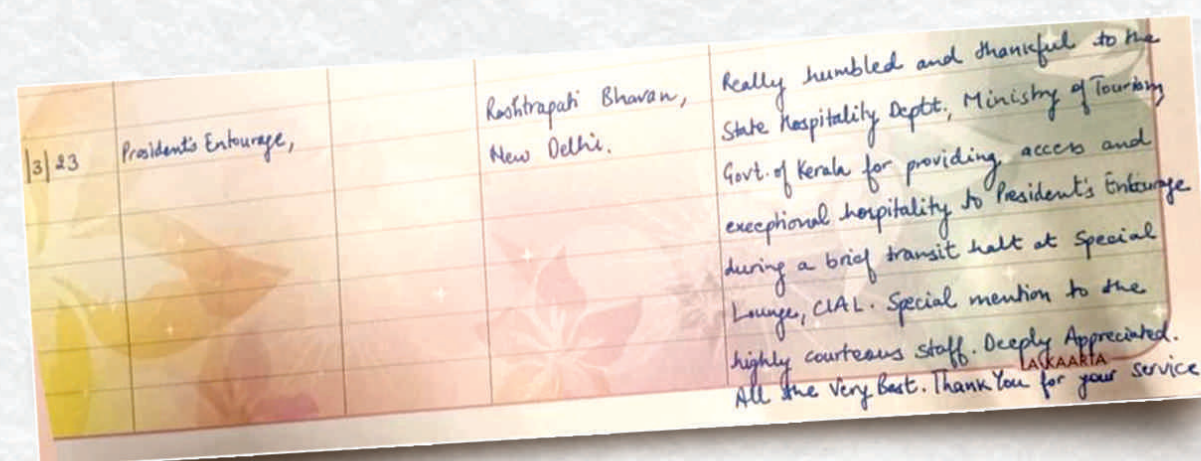 |3|23
President's Entourage,
Rashtrapati Bhavan,
New Delhi.
Really humbled and thankful to the
State Hospitality Deptt, Ministry of Tourism
Govt. of Kerala for providing access and
exceptional hospitality to President's Entourage
during a brief transit halt at Special
Lounge, CIAL. Special mention to the
highly courteous staff. Deeply Appreciated.
All the Very Best. Thank You for your service
LASKAARIA